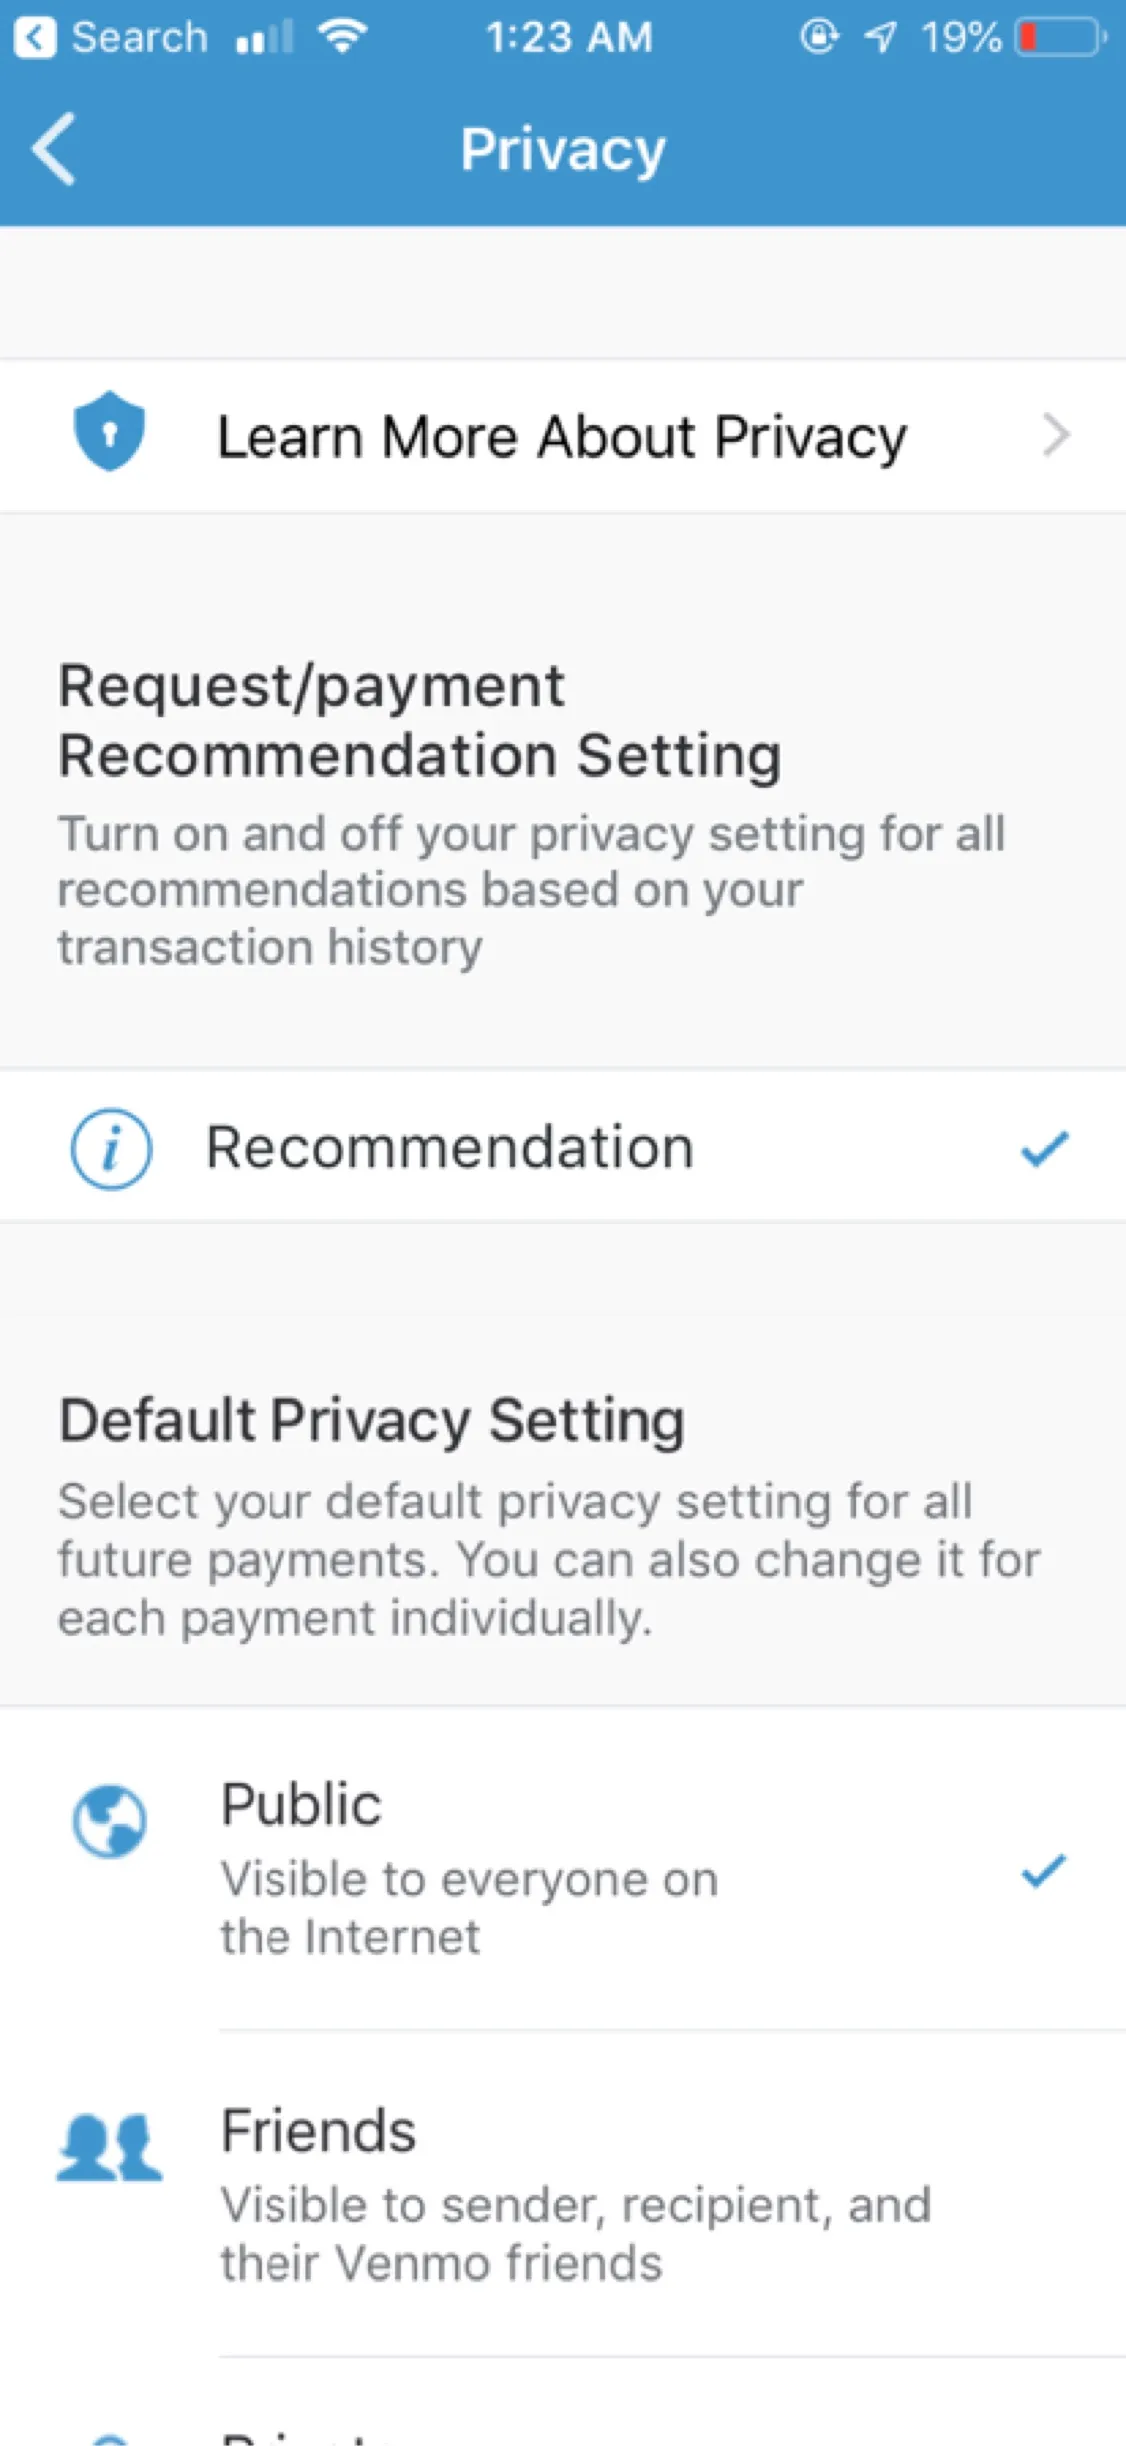 Search 1:23 AM 19%
Privacy
Learn More About Privacy
Request/payment
Recommendation Setting
Turn on and off your privacy setting for all
recommendations based on your
transaction history
Recommendation
Default Privacy Setting
Select your default privacy setting for all
future payments. You can also change it for
each payment individually.
Public
Visible to everyone on
the Internet
Friends
Visible to sender, recipient, and
their Venmo friends